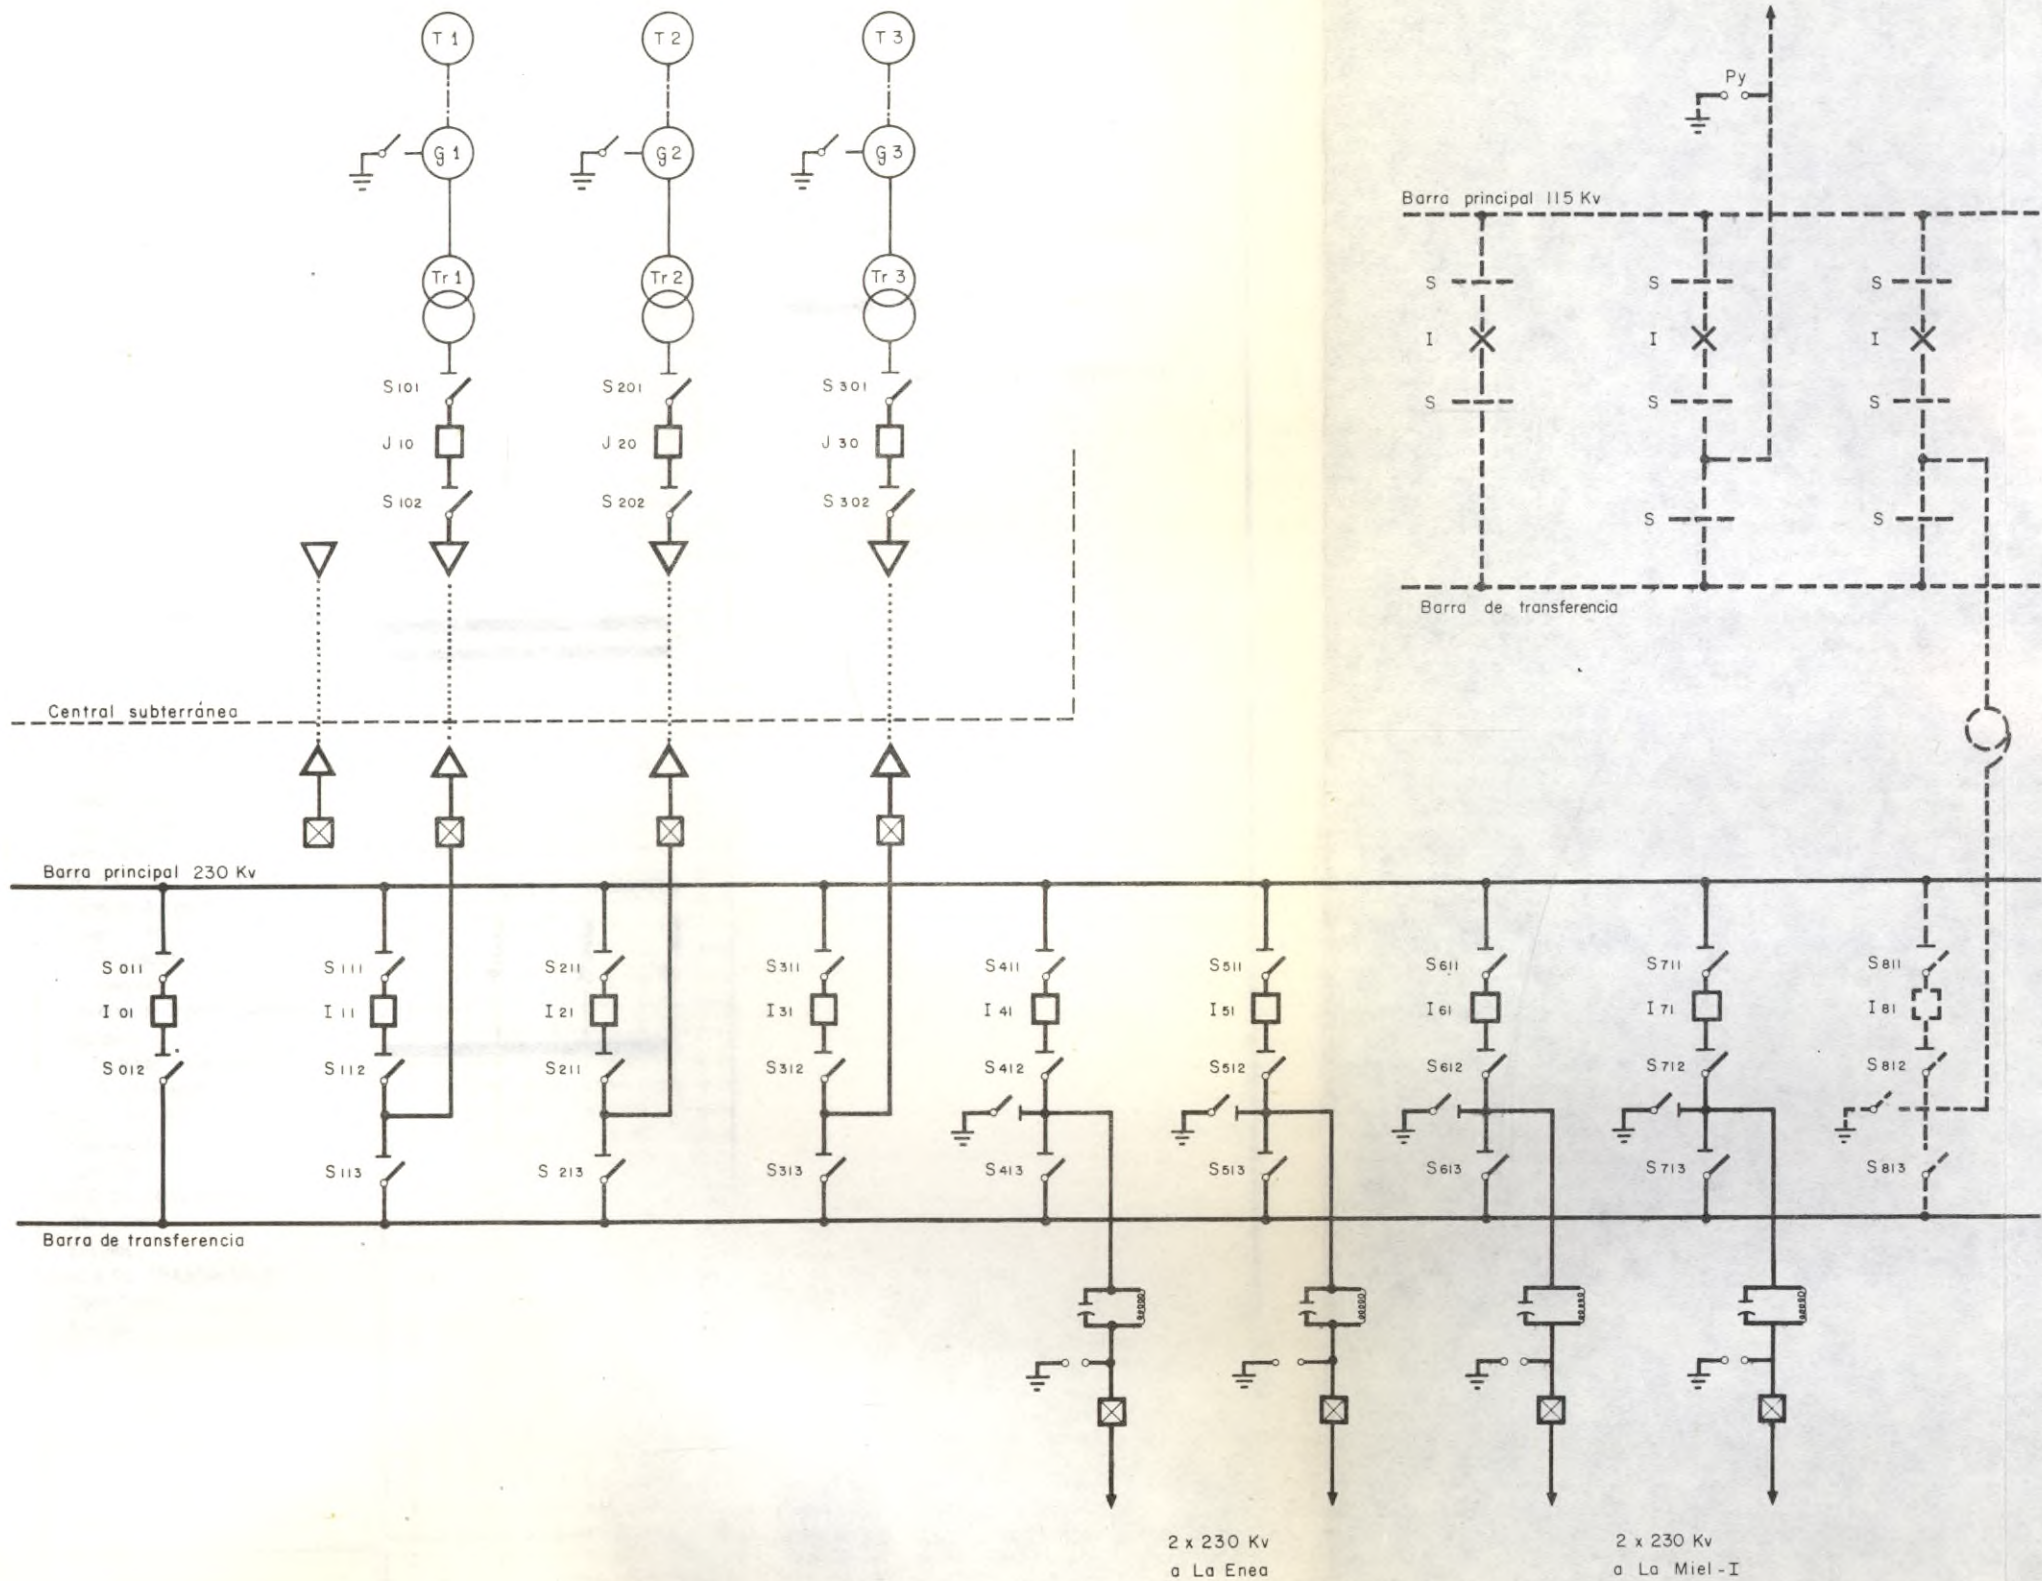 T 1
T 2
T 3
Py
G 1
G 2
G 3
Barra principal 115 Kv
Tr 1
Tr 2
Tr 3
S
S
S
I
I
I
S 101
S 201
S 301
S
S
S
J 10
J 20
J 30
S 102
S 202
S 302
S
S
Barra de transferencia
Central subterránea
Barra principal 230 Kv
S 011
S 111
S 211
S 311
S 411
S 511
S 611
S 711
S 811
I 01
I 11
I 21
I 31
I 41
I 51
I 61
I 71
I 81
S 012
S 112
S 211
S 312
S 412
S 512
S 612
S 712
S 812
S 113
S 213
S 313
S 413
S 513
S 613
S 713
S 813
Barra de transferencia
2 x 230 Kv
a La Enea
2 x 230 Kv
a La Miel-I